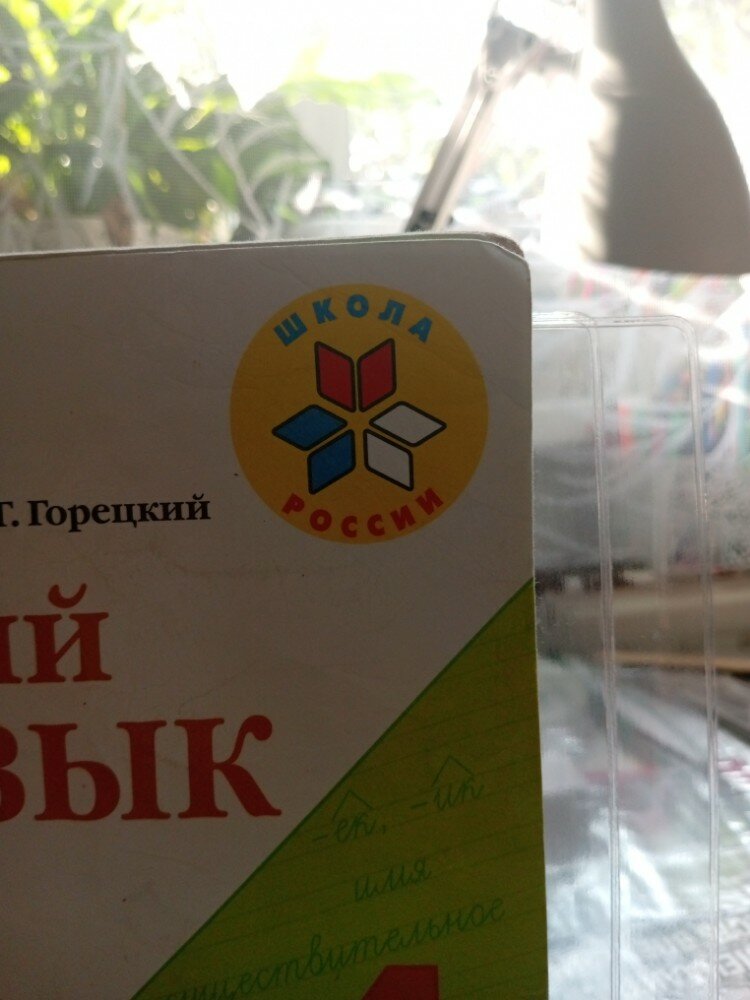 ШКОЛА
РОССИИ
Т. Горецкий
ий
ЗЫК
-ек, -ик
имя
существительное